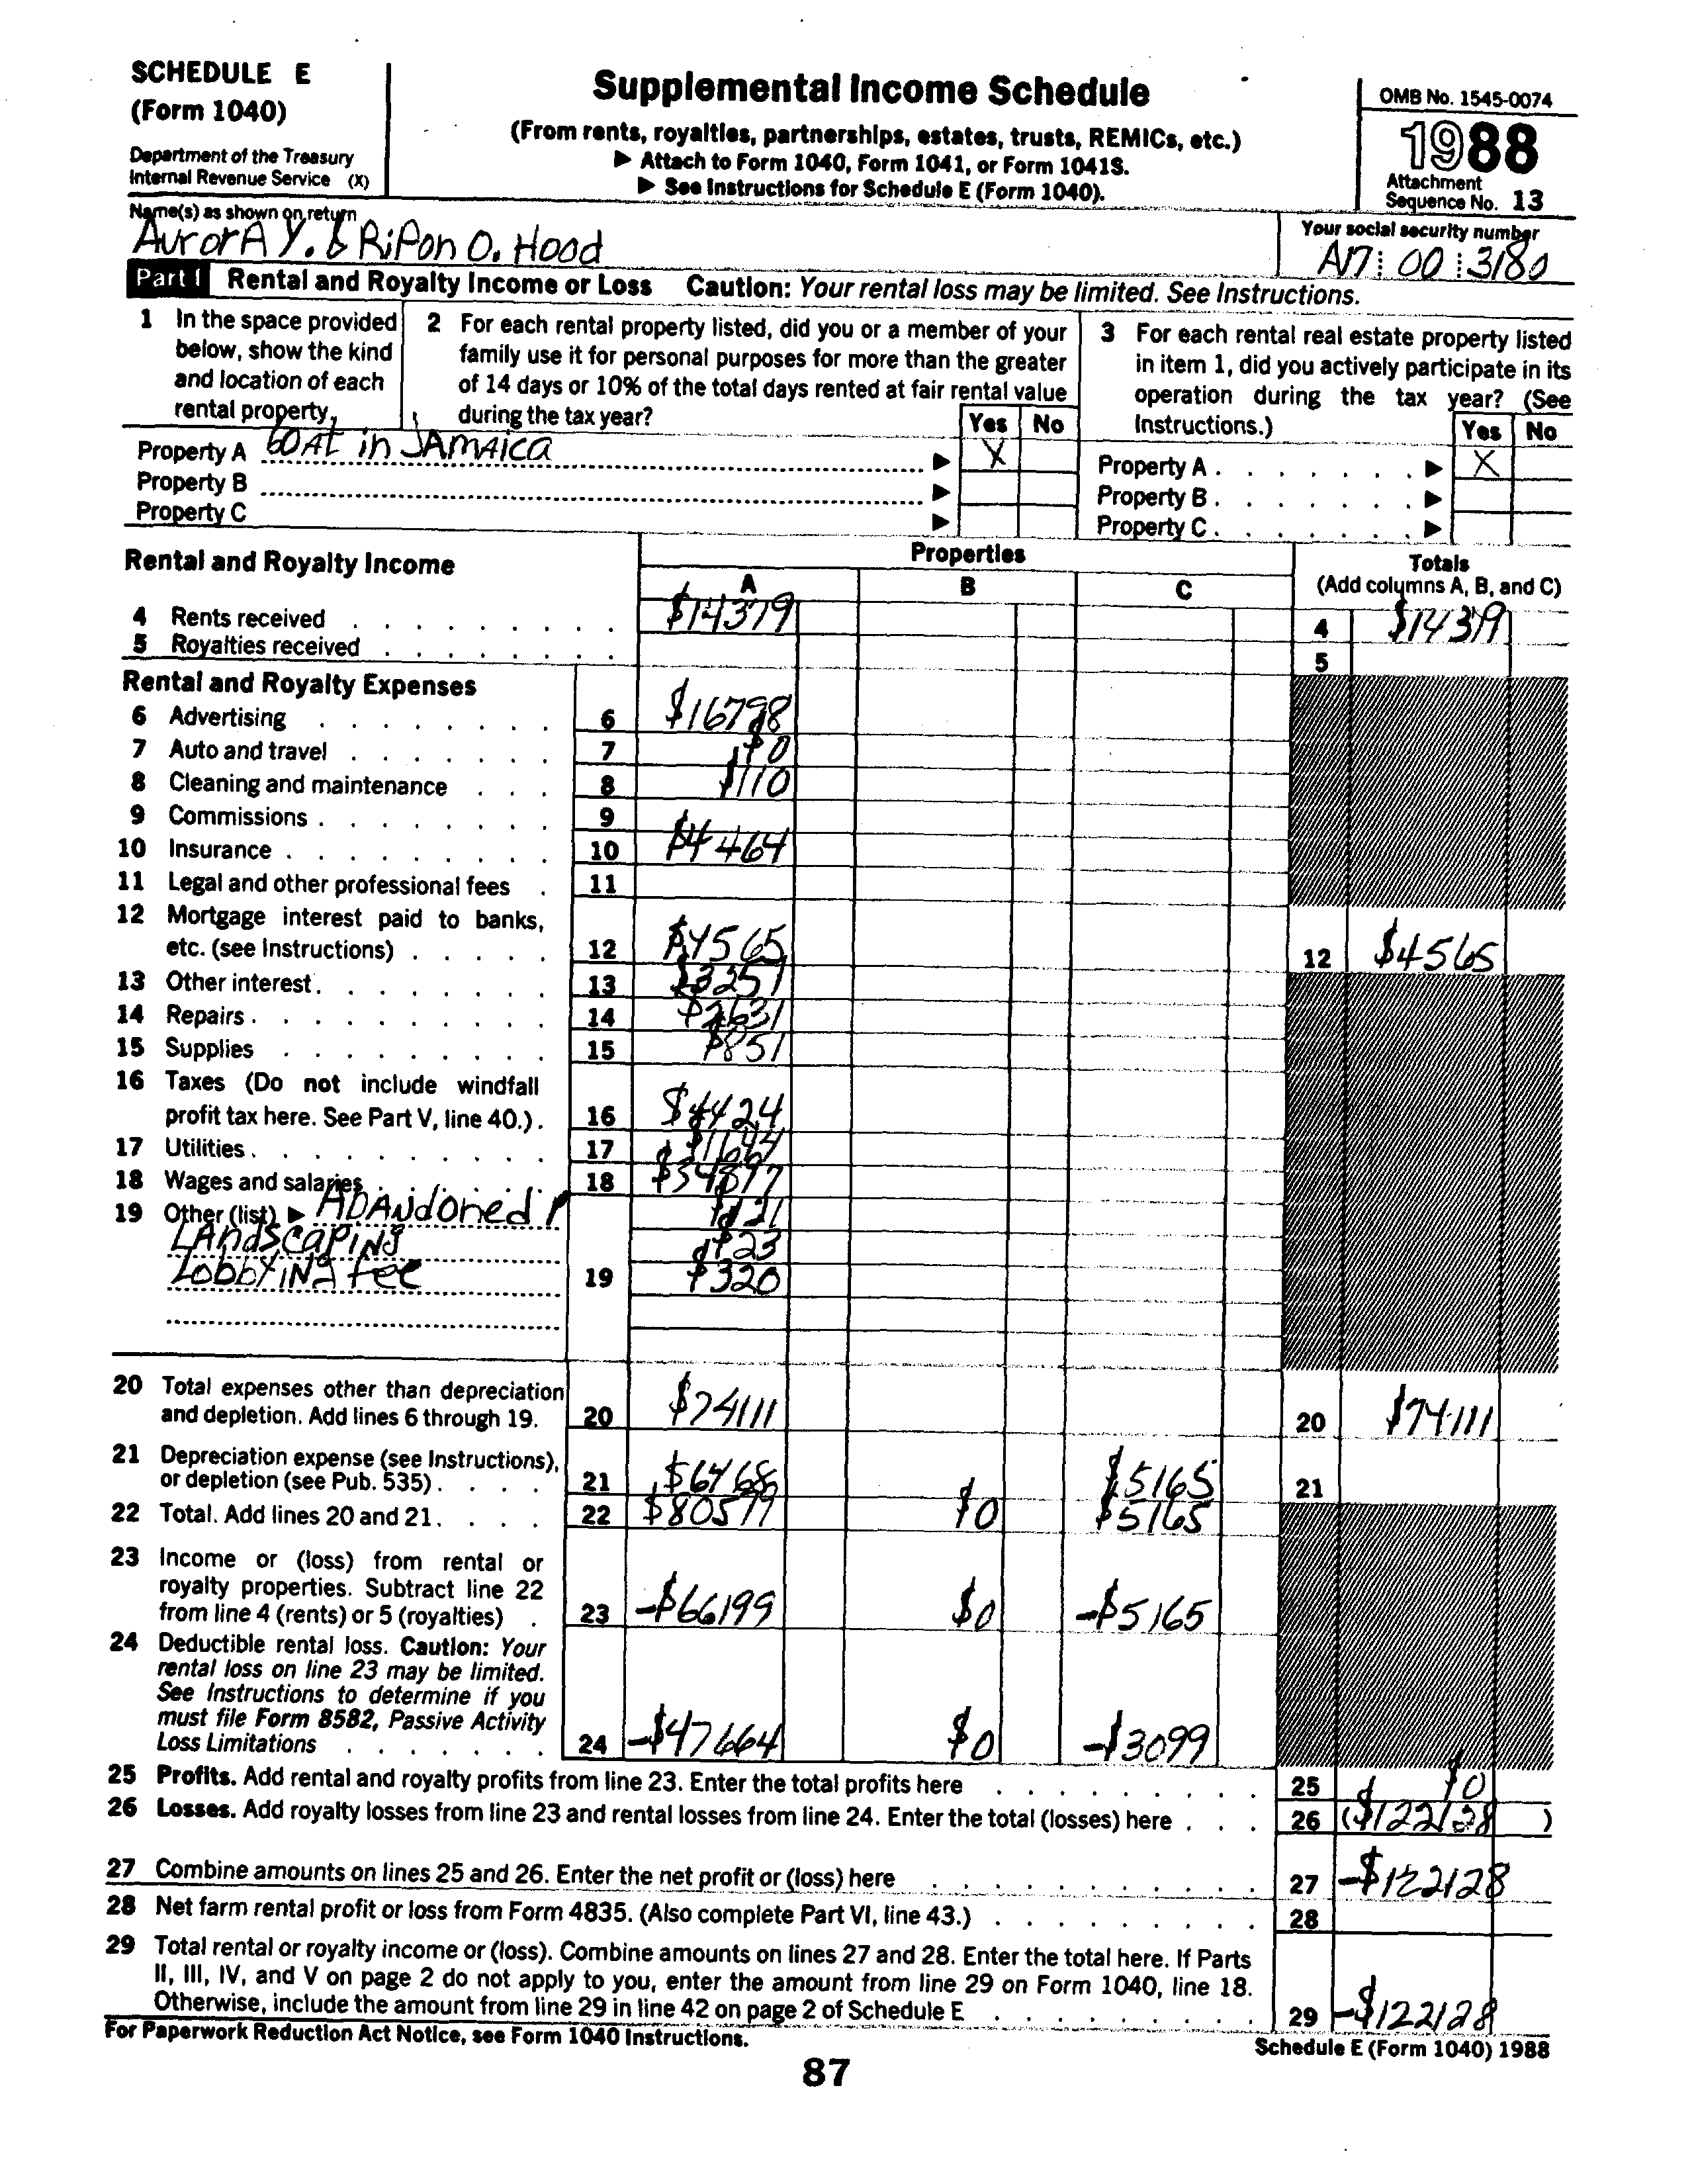 SCHEDULE E
(Form 1040)
Department of the Treasury
Internal Revenue Service (X)
Supplemental Income Schedule
(From rents, royalties, partnerships, estates, trusts, REMICs, etc.)
▶ Attach to Form 1040, Form 1041, or Form 1041S.
▶ See Instructions for Schedule E (Form 1040).
OMB No. 1545-0074
1988
Attachment
Sequence No. 13
Name(s) as shown on return
AurorA Y. & RiPon O. Hood
Your social security number
00 3180
Part I Rental and Royalty Income or Loss Caution: Your rental loss may be limited. See Instructions.
1 In the space provided
below, show the kind
and location of each
rental property.
2 For each rental property listed, did you or a member of your
family use it for personal purposes for more than the greater
of 14 days or 10% of the total days rented at fair rental value
during the tax year?
Yes No
3 For each rental real estate property listed
in item 1, did you actively participate in its
operation during the tax year? (See
Instructions.)
Yes No
Property A in JAMAICA ▶ X
Property B ▶
Property C ▶
Property A . . . . . . . ▶ X
Property B . . . . . . . ▶
Property C . . . . . . . ▶
Rental and Royalty Income
Properties
A B C
Totals
(Add columns A, B, and C)
4 Rents received $14379 4 $14379
5 Royalties received 5
Rental and Royalty Expenses
6 Advertising 6 $16798
7 Auto and travel 7 $0
8 Cleaning and maintenance 8 $110
9 Commissions 9
10 Insurance 10 $4464
11 Legal and other professional fees 11
12 Mortgage interest paid to banks,
etc. (see Instructions) 12 $4565 12 $4565
13 Other interest 13 $3257
14 Repairs 14 $2631
15 Supplies 15 $851
16 Taxes (Do not include windfall
profit tax here. See Part V, line 40.) 16 $4424
17 Utilities 17 $1644
18 Wages and salaries 18 $34897
19 Other (list) ▶ ABANdoned P
LAndSCAPING $23
LobbYING fee 19 $320
20 Total expenses other than depreciation
and depletion. Add lines 6 through 19. 20 $74111 20 $74111
21 Depreciation expense (see Instructions),
or depletion (see Pub. 535) 21 $6468 $5165 21
22 Total. Add lines 20 and 21 22 $80579 $0 $5165
23 Income or (loss) from rental or
royalty properties. Subtract line 22
from line 4 (rents) or 5 (royalties) 23 -$66199 $0 -$5165
24 Deductible rental loss. Caution: Your
rental loss on line 23 may be limited.
See Instructions to determine if you
must file Form 8582, Passive Activity
Loss Limitations 24 -$47664 $0 -$3099
25 Profits. Add rental and royalty profits from line 23. Enter the total profits here 25 $0
26 Losses. Add royalty losses from line 23 and rental losses from line 24. Enter the total (losses) here 26 ($122128)
27 Combine amounts on lines 25 and 26. Enter the net profit or (loss) here 27 -$122128
28 Net farm rental profit or loss from Form 4835. (Also complete Part VI, line 43.) 28
29 Total rental or royalty income or (loss). Combine amounts on lines 27 and 28. Enter the total here. If Parts
II, III, IV, and V on page 2 do not apply to you, enter the amount from line 29 on Form 1040, line 18.
Otherwise, include the amount from line 29 in line 42 on page 2 of Schedule E 29 -$122128
For Paperwork Reduction Act Notice, see Form 1040 Instructions.
Schedule E (Form 1040) 1988
87